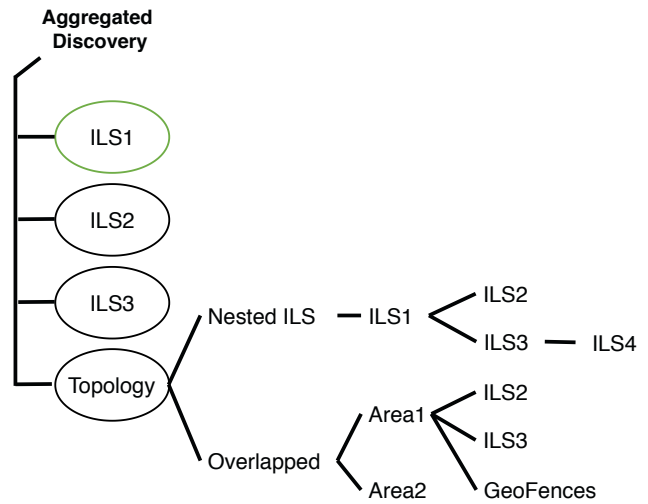 Aggregated
Discovery
ILS1
ILS2
ILS3
Topology
Nested ILS
ILS1
ILS2
ILS3
ILS4
Overlapped
Area1
ILS2
ILS3
GeoFences
Area2